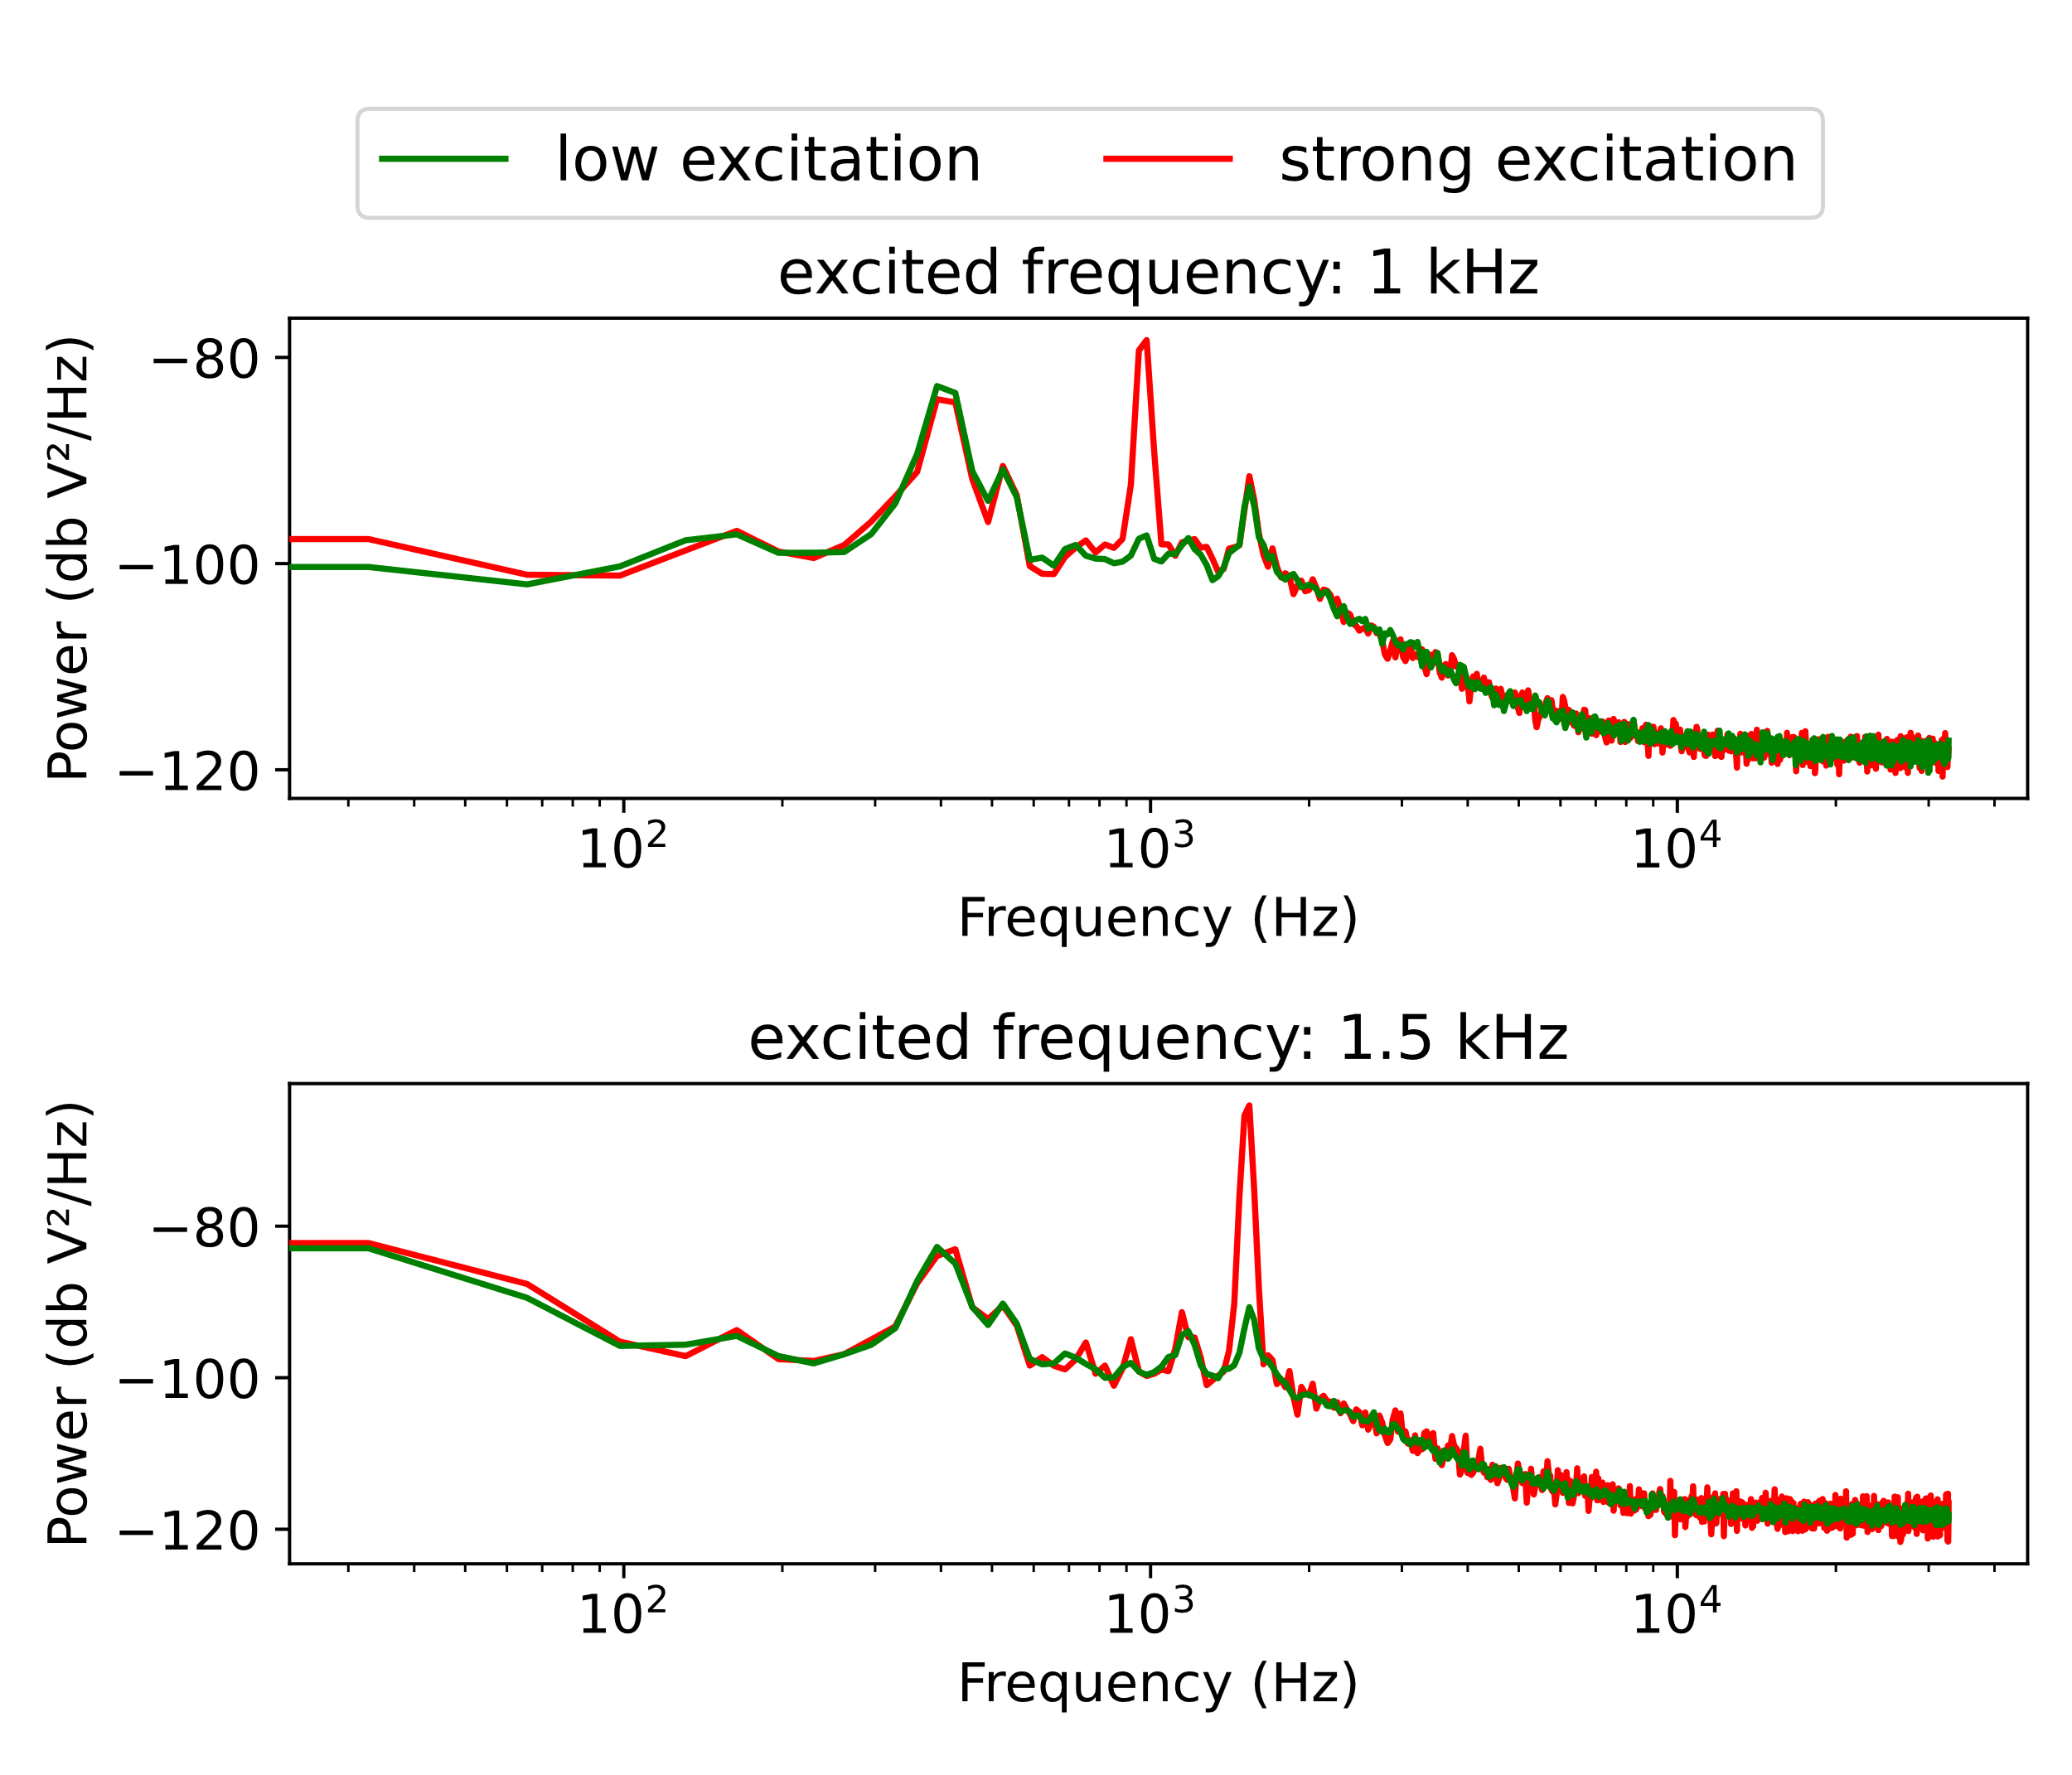 low excitation strong excitation
excited frequency: 1 kHz
Power (db V²/Hz)
−80
−100
−120
10² 10³ 10⁴
Frequency (Hz)
excited frequency: 1.5 kHz
Power (db V²/Hz)
−80
−100
−120
10² 10³ 10⁴
Frequency (Hz)